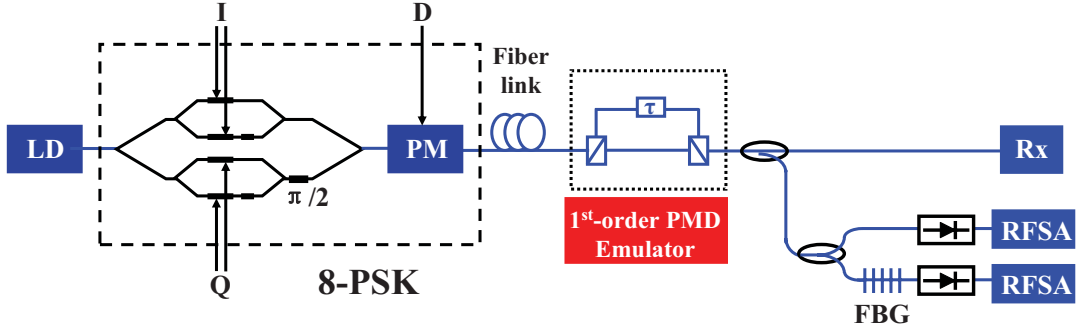 I
D
Fiber
link
τ
LD
PM
Rx
π/2
1st-order PMD
Emulator
RFSA
Q
8-PSK
RFSA
FBG